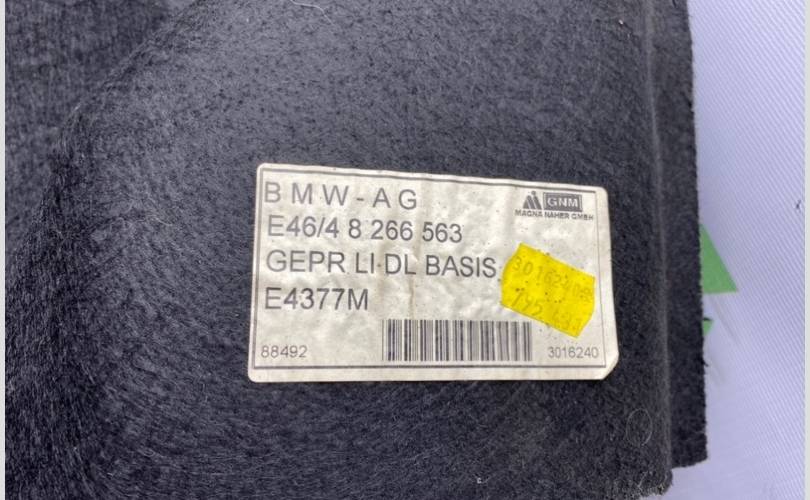 BMW-AG
GNM
MAGNA NAHER GMBH
E46/4 8 266 563
GEPR LI DL BASIS
E4377M
88492
3016240